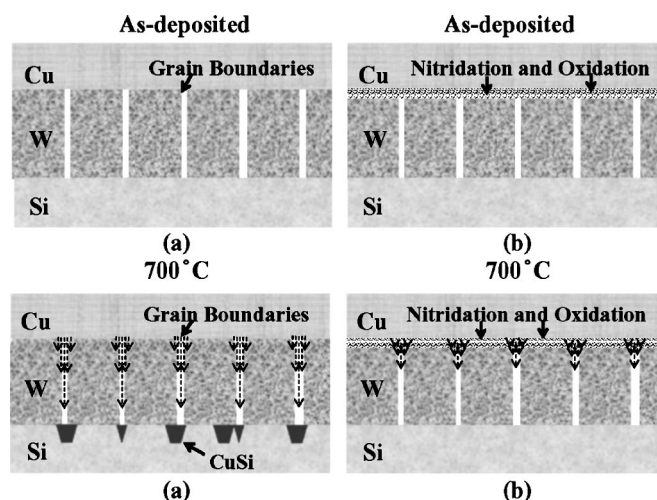 As-deposited
As-deposited
Cu
Grain Boundaries
W
Si
(a)
Cu
Nitridation and Oxidation
W
Si
(b)
700°C
700°C
Cu
Grain Boundaries
W
Si
CuSi
(a)
Cu
Nitridation and Oxidation
W
Si
(b)